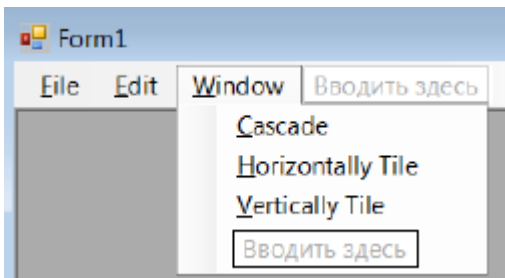 Form1
File Edit Window Вводить здесь
Cascade
Horizontally Tile
Vertically Tile
Вводить здесь